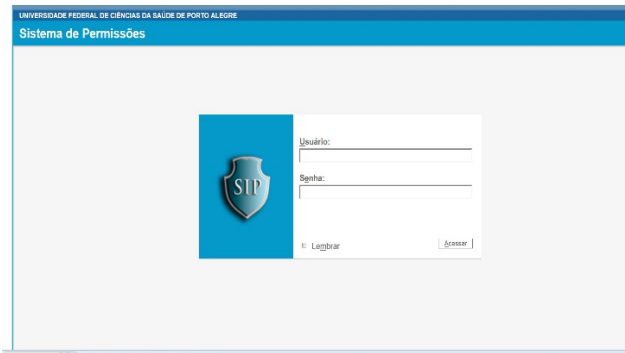 UNIVERSIDADE FEDERAL DE CIÊNCIAS DA SAÚDE DE PORTO ALEGRE
Sistema de Permissões
Usuário:
SIP
Senha:
Lembrar
Acessar